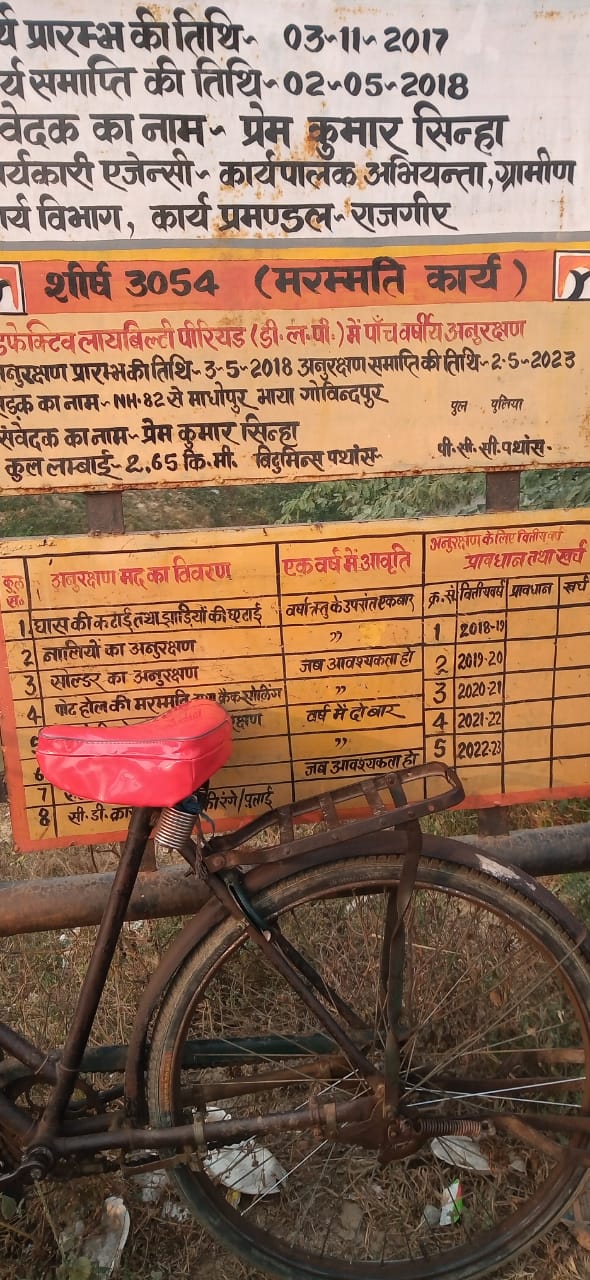 र्य प्रारम्भ की तिथि~ 03~11~2017
र्य समाप्ति की तिथि~02~05~2018
वेदक का नाम~ प्रेम कुमार सिन्हा
र्यकारी एजेन्सी~ कार्यपालक अभियन्ता,ग्रामीण
र्य विभाग, कार्य प्रमण्डल~ राजगीर
शीर्ष 3054 (मरम्मति कार्य)
डिफेक्टिव लायबिल्टी पीरियड (डी.ल.पी.) में पाँच वर्षीय अनुरक्षण
अनुरक्षण प्रारम्भ की तिथि~3-5-2018 अनुरक्षण समाप्ति की तिथि~2-5-2023
सड़क का नाम~NH-82 से माधोपुर भाया गोविन्दपुर
पुल पुलिया
संवेदक का नाम~ प्रेम कुमार सिन्हा
कुल लम्बाई~ 2.65 कि.मी. बिटुमिन्स पथांस~ पी.सी.सी.पथांस~
कुल सं० अनुरक्षण मद का विवरण एक वर्ष में आवृति अनुरक्षण के लिए वितीय वर्ष प्रावधान तथा खर्च
क्र.सं. वितीय वर्ष प्रावधान खर्च
1 घास की कटाई तथा झाड़ियों की छटाई वर्षा ऋतु के उपरांत एकबार 1 2018-19
2 नालियों का अनुरक्षण ,, 2 2019-20
3 सोल्डर का अनुरक्षण जब आवश्यकता हो 3 2020-21
4 पोट होल की मरम्मति तथा क्रैक सीलिंग ,, 4 2021-22
5 क्षण वर्ष में दो बार 5 2022-23
6 ,,
7 की रंगे/पुताई जब आवश्यकता हो
8 सी.डी.